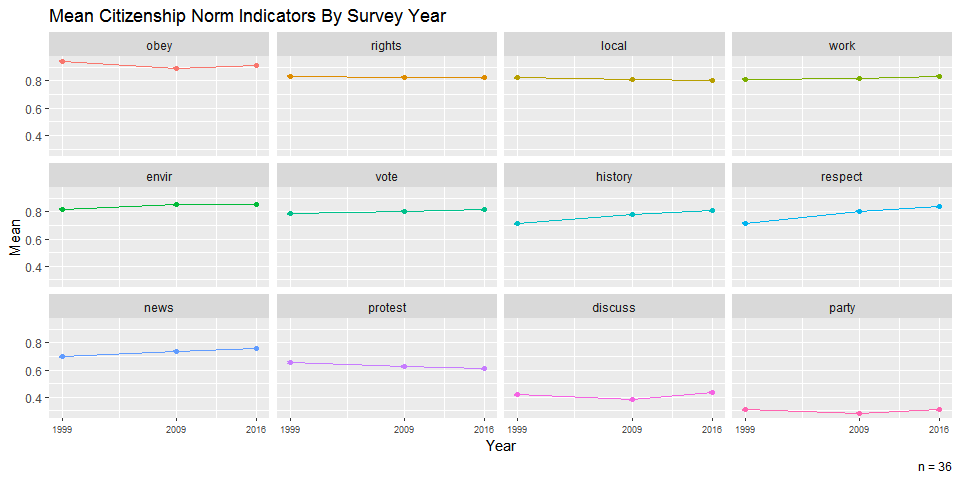 Mean Citizenship Norm Indicators By Survey Year
obey rights local work
0.8
0.6
0.4
envir vote history respect
0.8
0.6
0.4
Mean
news protest discuss party
0.8
0.6
0.4
1999 2009 2016 1999 2009 2016 1999 2009 2016 1999 2009 2016
Year
n = 36